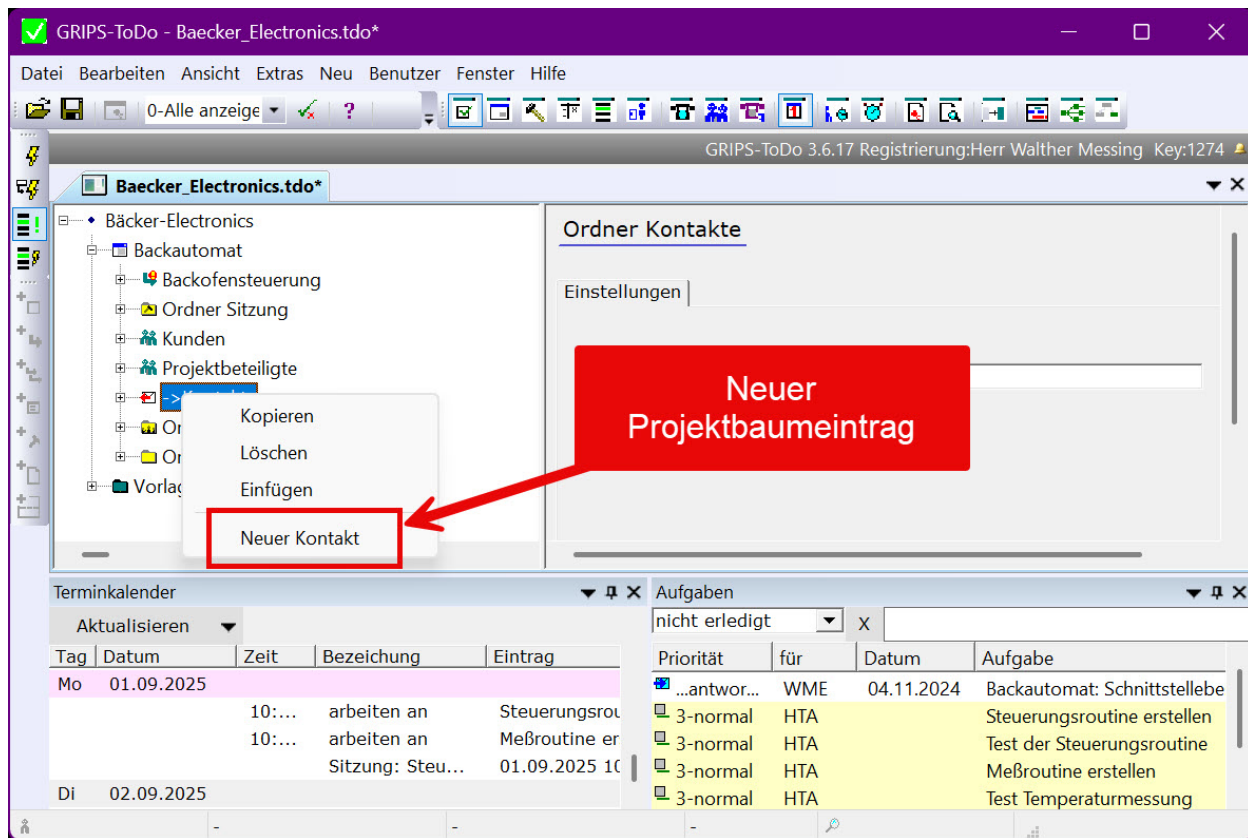 GRIPS-ToDo - Baecker_Electronics.tdo*
Datei Bearbeiten Ansicht Extras Neu Benutzer Fenster Hilfe
0-Alle anzeige
GRIPS-ToDo 3.6.17 Registrierung:Herr Walther Messing Key:1274
Baecker_Electronics.tdo*
Bäcker-Electronics
Backautomat
Backofensteuerung
Ordner Sitzung
Kunden
Projektbeteiligte
Ordner Kontakte
Einstellungen
Neuer
Projektbaumeintrag
Kopieren
Löschen
Einfügen
Neuer Kontakt
Terminkalender
Aktualisieren
Tag Datum Zeit Bezeichung Eintrag
Mo 01.09.2025
10:... arbeiten an Steuerungsrou
10:... arbeiten an Meßroutine er
Sitzung: Steu... 01.09.2025 10
Di 02.09.2025
Aufgaben
nicht erledigt X
Priorität für Datum Aufgabe
...antwor... WME 04.11.2024 Backautomat: Schnittstellebe
3-normal HTA Steuerungsroutine erstellen
3-normal HTA Test der Steuerungsroutine
3-normal HTA Meßroutine erstellen
3-normal HTA Test Temperaturmessung